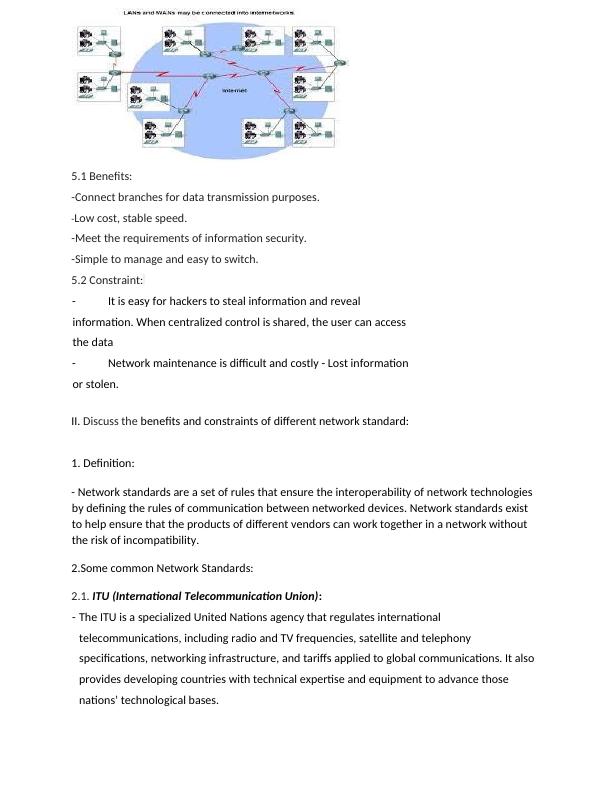 LANs and WANs may be connected into internetworks.
Internet
5.1 Benefits:
-Connect branches for data transmission purposes.
-Low cost, stable speed.
-Meet the requirements of information security.
-Simple to manage and easy to switch.
5.2 Constraint:
- It is easy for hackers to steal information and reveal
information. When centralized control is shared, the user can access
the data
- Network maintenance is difficult and costly - Lost information
or stolen.
II. Discuss the benefits and constraints of different network standard:
1. Definition:
- Network standards are a set of rules that ensure the interoperability of network technologies
by defining the rules of communication between networked devices. Network standards exist
to help ensure that the products of different vendors can work together in a network without
the risk of incompatibility.
2.Some common Network Standards:
2.1. ITU (International Telecommunication Union):
- The ITU is a specialized United Nations agency that regulates international
telecommunications, including radio and TV frequencies, satellite and telephony
specifications, networking infrastructure, and tariffs applied to global communications. It also
provides developing countries with technical expertise and equipment to advance those
nations' technological bases.